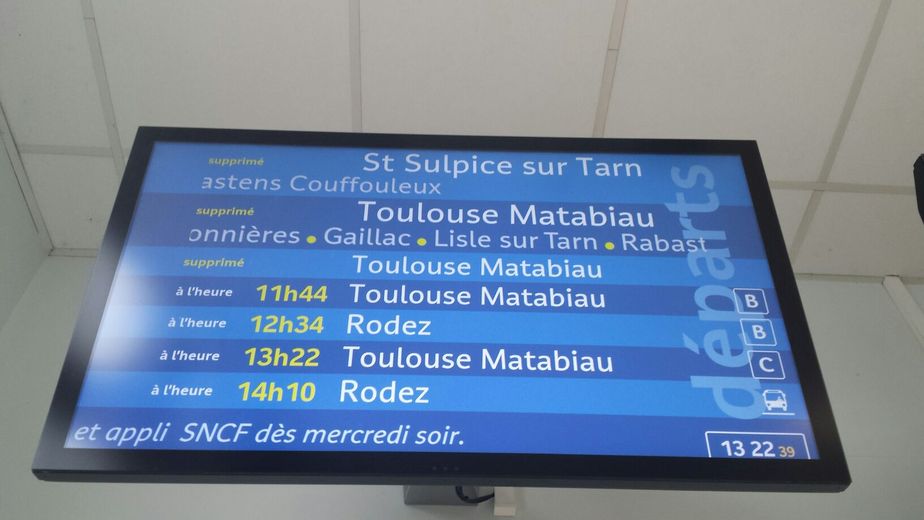 départs
supprimé St Sulpice sur Tarn
astens Couffouleux
supprimé Toulouse Matabiau
onnières • Gaillac • Lisle sur Tarn • Rabast
supprimé Toulouse Matabiau
à l'heure 11h44 Toulouse Matabiau B
à l'heure 12h34 Rodez B
à l'heure 13h22 Toulouse Matabiau C
à l'heure 14h10 Rodez
et appli SNCF dès mercredi soir.
13 22 39